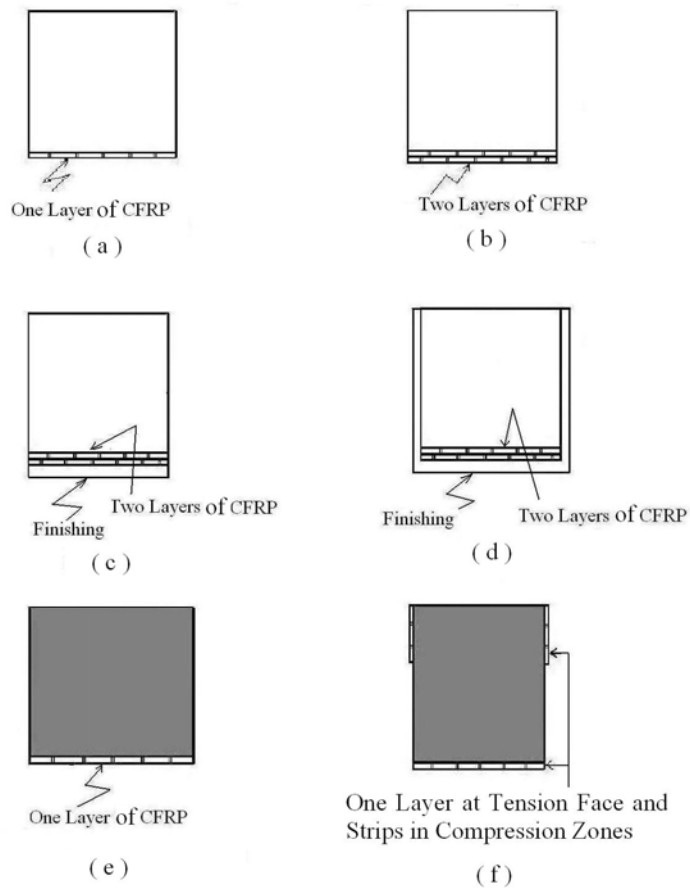 One Layer of CFRP
( a )
Two Layers of CFRP
( b )
Two Layers of CFRP
Finishing
( c )
Two Layers of CFRP
Finishing
( d )
One Layer of CFRP
( e )
One Layer at Tension Face and
Strips in Compression Zones
( f )